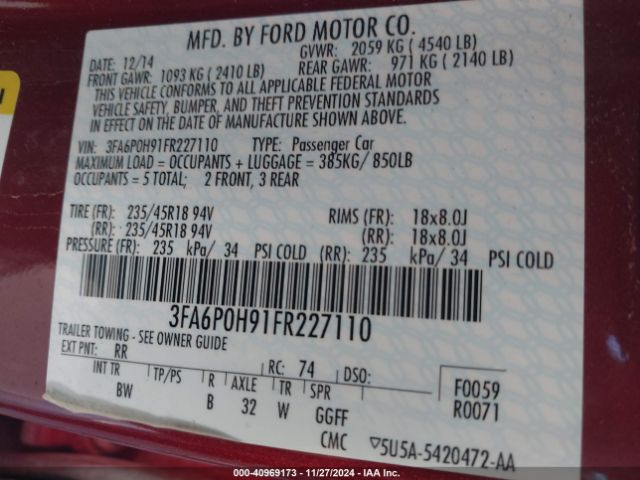 MFD. BY FORD MOTOR CO.
DATE: 12/14
GVWR: 2059 KG ( 4540 LB)
FRONT GAWR: 1093 KG ( 2410 LB)
REAR GAWR: 971 KG ( 2140 LB)
THIS VEHICLE CONFORMS TO ALL APPLICABLE FEDERAL MOTOR
VEHICLE SAFETY, BUMPER, AND THEFT PREVENTION STANDARDS
IN EFFECT ON THE DATE OF MANUFACTURE SHOWN ABOVE.
VIN: 3FA6P0H91FR227110 TYPE: Passenger Car
MAXIMUM LOAD = OCCUPANTS + LUGGAGE = 385KG/ 850LB
OCCUPANTS = 5 TOTAL; 2 FRONT, 3 REAR
TIRE (FR): 235/45R18 94V RIMS (FR): 18x8.0J
(RR): 235/45R18 94V (RR): 18x8.0J
PRESSURE (FR): 235 kPa/ 34 PSI COLD (RR): 235 kPa/ 34 PSI COLD
3FA6P0H91FR227110
TRAILER TOWING - SEE OWNER GUIDE
EXT PNT: RR RC: 74 DSO: F0059
INT TR TP/PS R AXLE TR SPR R0071
BW B 32 W GGFF
CMC ▽5U5A-5420472-AA
000-40969173 - 11/27/2024 - IAA Inc.